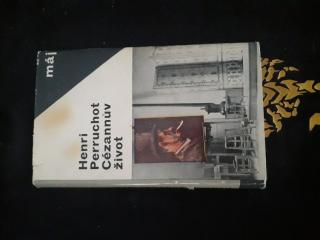 máj
Henri
Perruchot
Cézannův
život